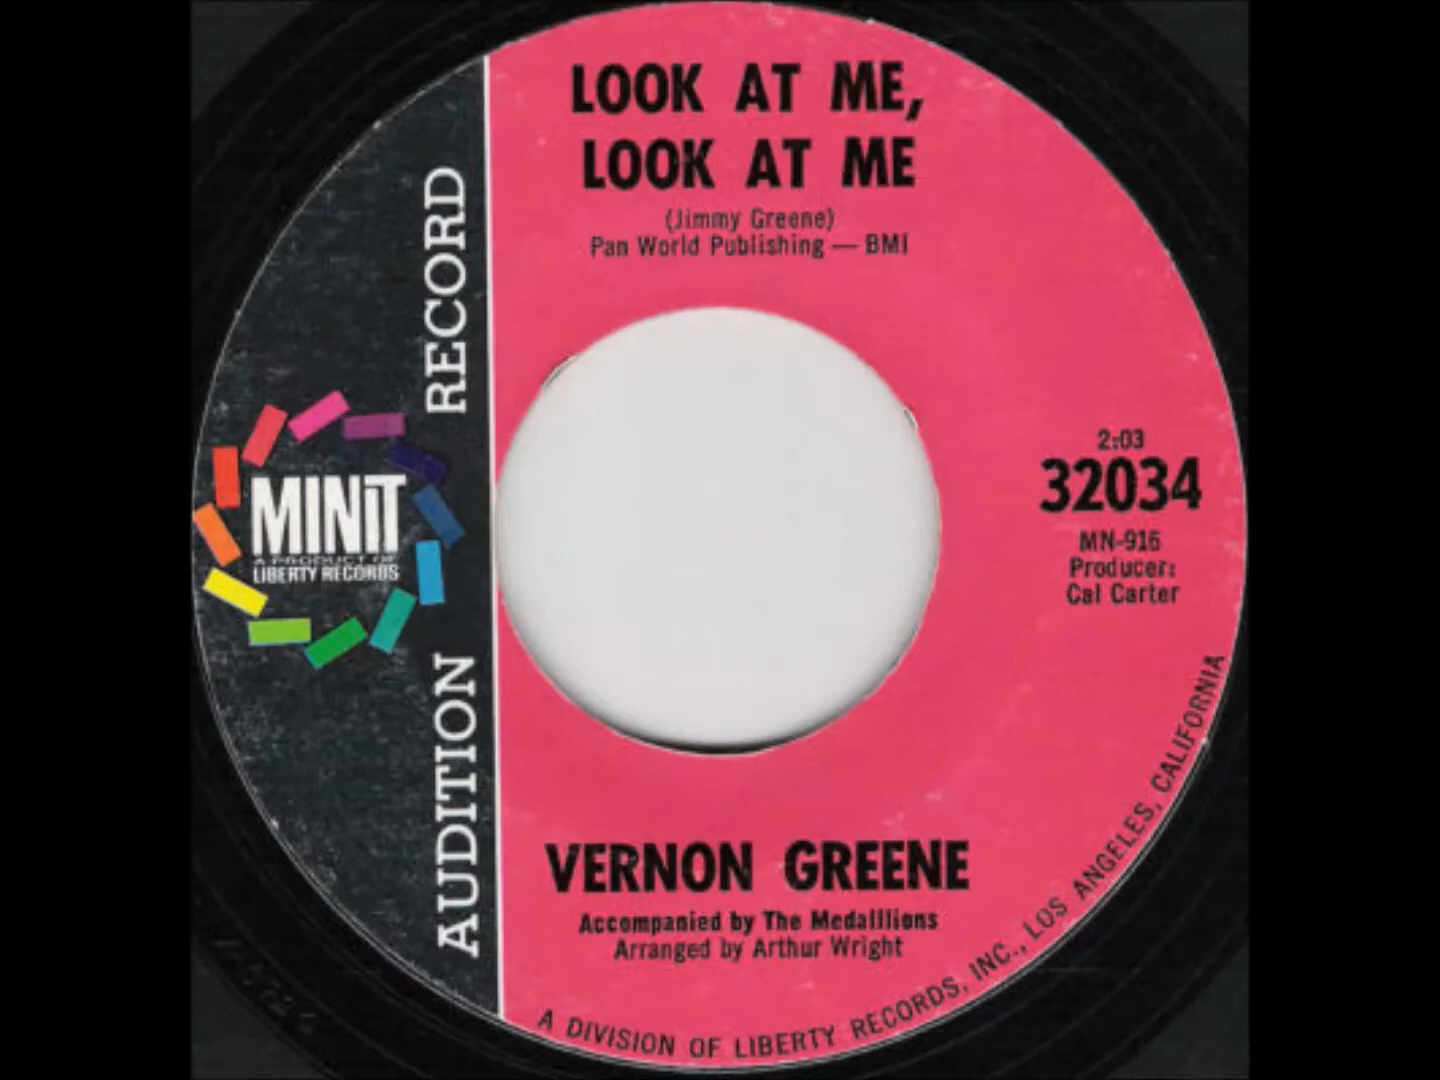 LOOK AT ME,
LOOK AT ME
(Jimmy Greene)
Pan World Publishing — BMI
AUDITION RECORD
MINIT
A PRODUCT OF
LIBERTY RECORDS
2:03
32034
MN-916
Producer:
Cal Carter
VERNON GREENE
Accompanied by The Medallions
Arranged by Arthur Wright
A DIVISION OF LIBERTY RECORDS, INC., LOS ANGELES, CALIFORNIA